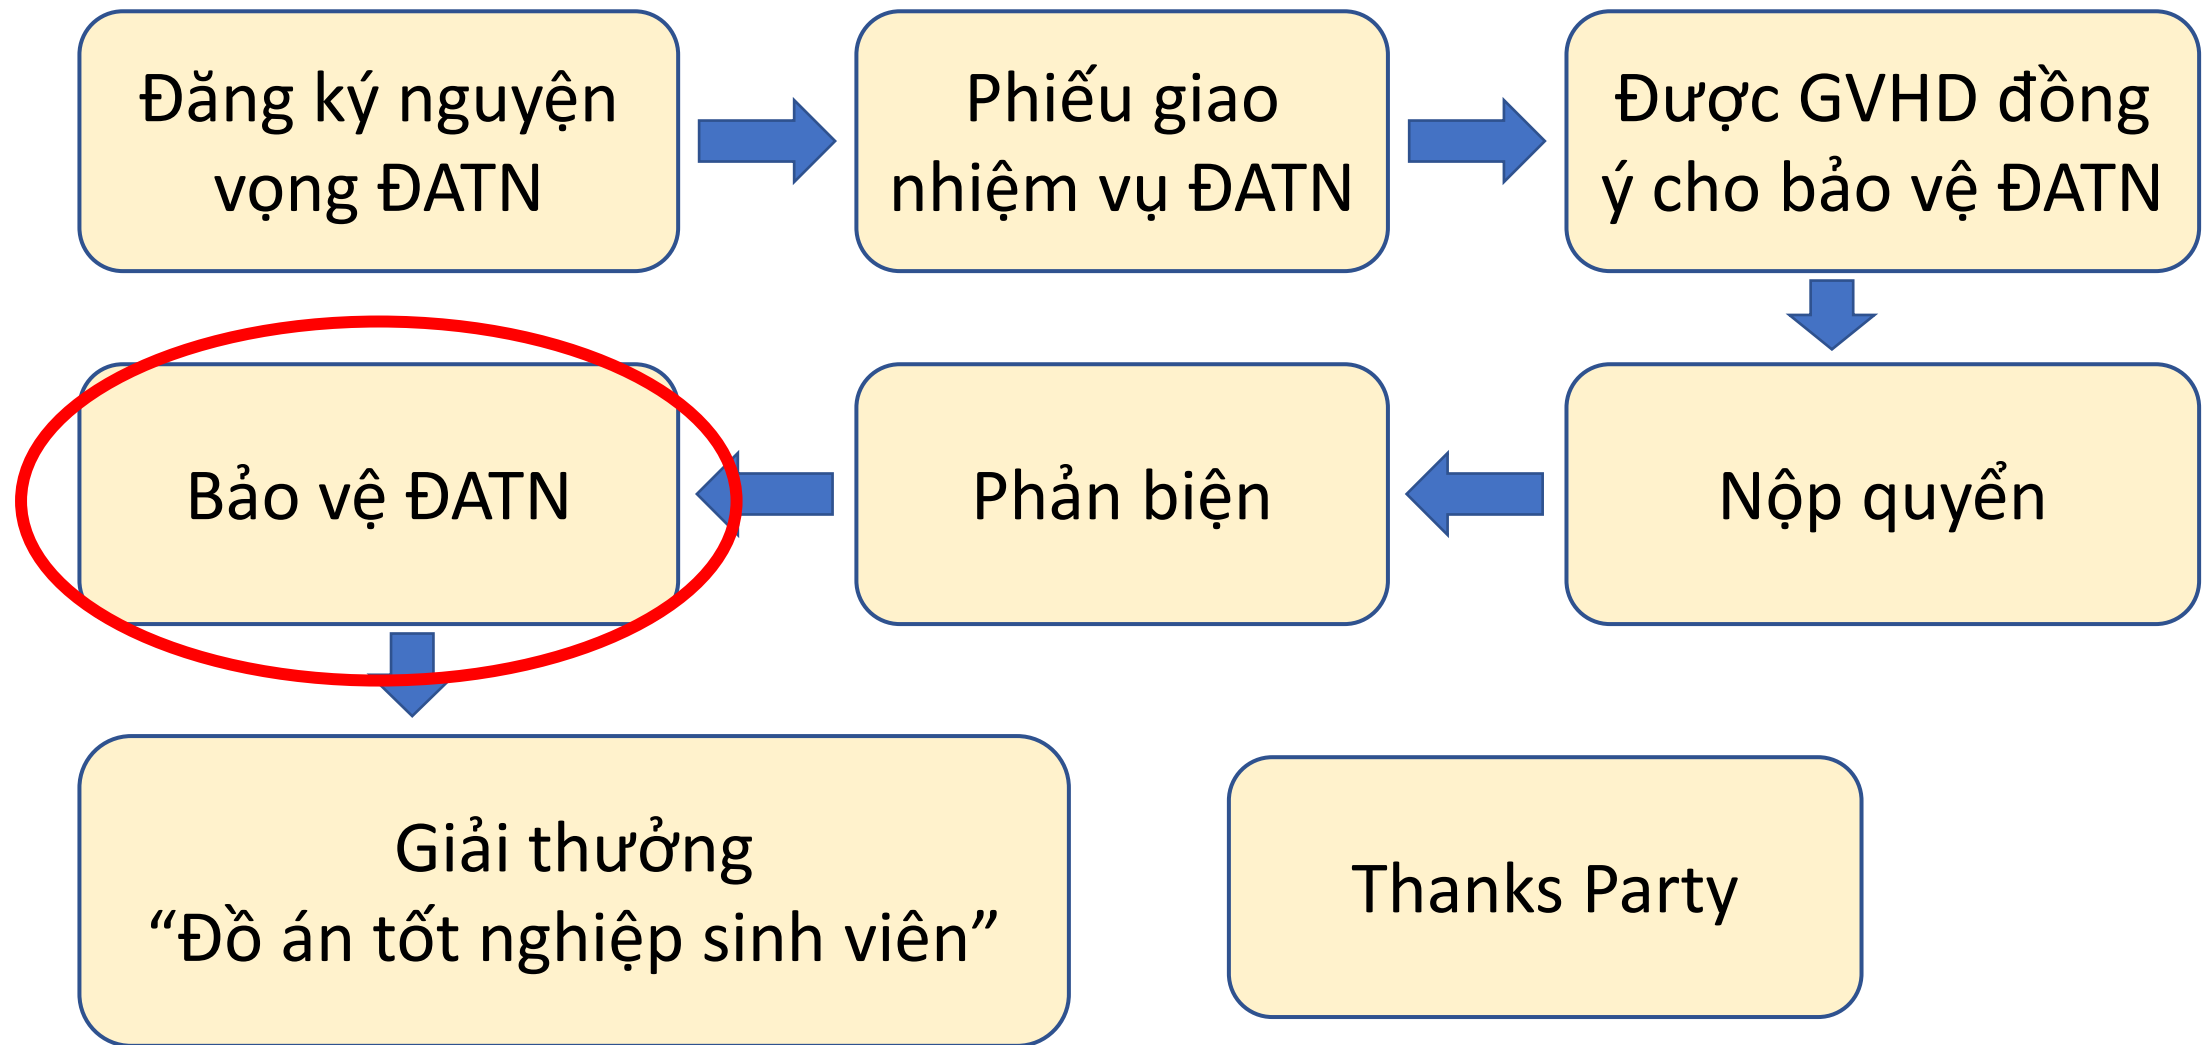 Đăng ký nguyện
vọng ĐATN
Phiếu giao
nhiệm vụ ĐATN
Được GVHD đồng
ý cho bảo vệ ĐATN
Bảo vệ ĐATN
Phản biện
Nộp quyển
Giải thưởng
“Đồ án tốt nghiệp sinh viên”
Thanks Party